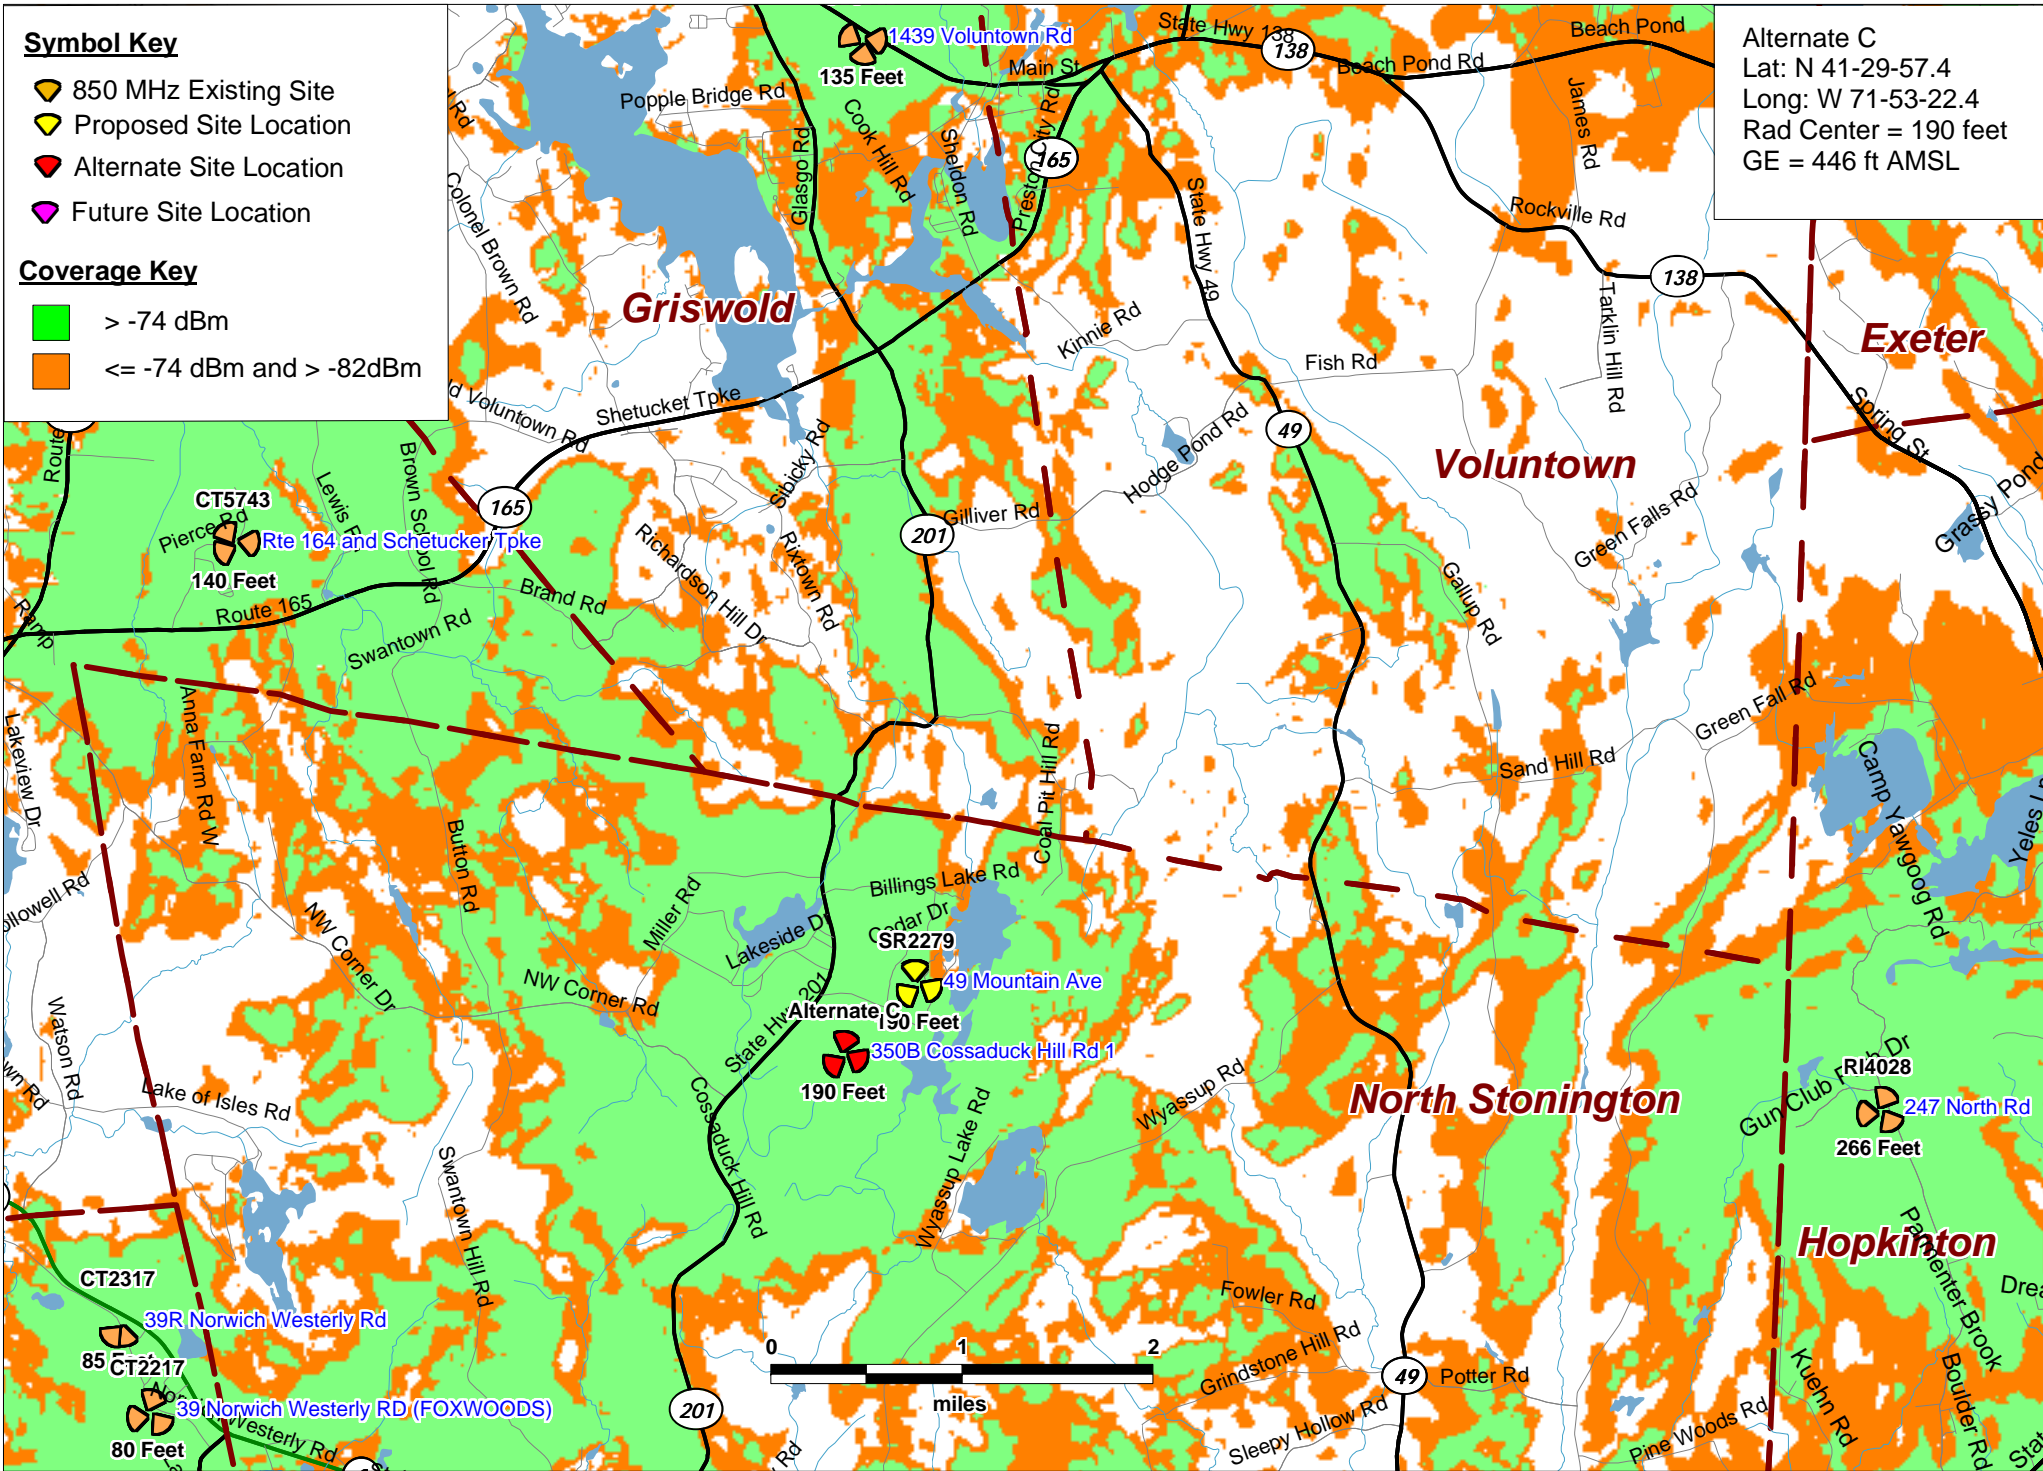 Symbol Key
850 MHz Existing Site
Proposed Site Location
Alternate Site Location
Future Site Location
Coverage Key
> -74 dBm
<= -74 dBm and > -82dBm
Alternate C
Lat: N 41-29-57.4
Long: W 71-53-22.4
Rad Center = 190 feet
GE = 446 ft AMSL
1439 Voluntown Rd
135 Feet
State Hwy 138
138
Beach Pond
Main St
Beach Pond Rd
Popple Bridge Rd
Cook Hill Rd
Glasgo Rd
Sheldon Rd
Preston City Rd
165
James Rd
State Hwy 49
Rockville Rd
138
Colonel Brown Rd
Griswold
Kinnie Rd
Tarklin Hill Rd
Exeter
Fish Rd
Shetucket Tpke
Voluntown Rd
Spring St
Route
Brown School Rd
Sibicky Rd
Hodge Pond Rd
49
Voluntown
Grassy Pond
CT5743
Pierce Rd
Rte 164 and Schetucker Tpke
140 Feet
165
Gilliver Rd
201
Green Falls Rd
Ramp
Route 165
Swantown Rd
Brand Rd
Richardson Hill Dr
Rixtown Rd
Gallup Rd
Lakeview Dr
Anna Farm Rd W
Coal Pit Hill Rd
Green Fall Rd
Sand Hill Rd
Camp Yawgoog Rd
Button Rd
Billings Lake Rd
Miller Rd
Lakeside Dr
Cedar Dr
NW Corner Dr
NW Corner Rd
SR2279
49 Mountain Ave
190 Feet
State Hwy 201
Alternate C
350B Cossaduck Hill Rd 1
190 Feet
Watson Rd
Lake of Isles Rd
Cossaduck Hill Rd
Wyassup Lake Rd
Wyassup Rd
North Stonington
Gun Club
Dr
RI4028
247 North Rd
266 Feet
Swantown Hill Rd
Hopkinton
Parmenter Brook
CT2317
39R Norwich Westerly Rd
85
CT2217
39 Norwich Westerly RD (FOXWOODS)
80 Feet
Westerly Rd
201
0 1 2
miles
Fowler Rd
Grindstone Hill Rd
49
Potter Rd
Sleepy Hollow Rd
Pine Woods Rd
Kuehn Rd
Boulder Rd